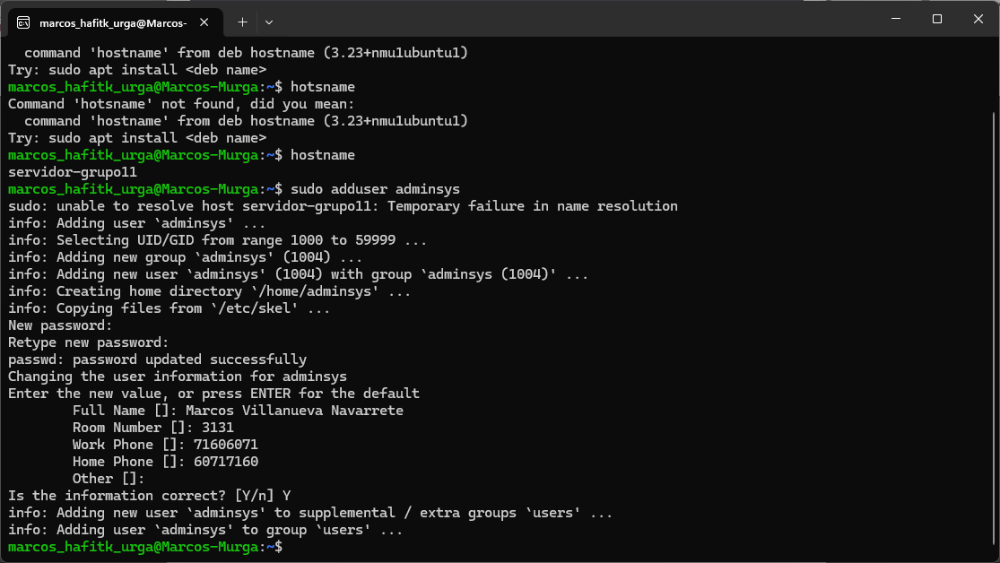 marcos_hafitk_urga@Marcos-
  command 'hostname' from deb hostname (3.23+nmu1ubuntu1)
Try: sudo apt install <deb name>
marcos_hafitk_urga@Marcos-Murga:~$ hotsname
Command 'hotsname' not found, did you mean:
  command 'hostname' from deb hostname (3.23+nmu1ubuntu1)
Try: sudo apt install <deb name>
marcos_hafitk_urga@Marcos-Murga:~$ hostname
servidor-grupo11
marcos_hafitk_urga@Marcos-Murga:~$ sudo adduser adminsys
sudo: unable to resolve host servidor-grupo11: Temporary failure in name resolution
info: Adding user `adminsys' ...
info: Selecting UID/GID from range 1000 to 59999 ...
info: Adding new group `adminsys' (1004) ...
info: Adding new user `adminsys' (1004) with group `adminsys (1004)' ...
info: Creating home directory `/home/adminsys' ...
info: Copying files from `/etc/skel' ...
New password:
Retype new password:
passwd: password updated successfully
Changing the user information for adminsys
Enter the new value, or press ENTER for the default
        Full Name []: Marcos Villanueva Navarrete
        Room Number []: 3131
        Work Phone []: 71606071
        Home Phone []: 60717160
        Other []:
Is the information correct? [Y/n] Y
info: Adding new user `adminsys' to supplemental / extra groups `users' ...
info: Adding user `adminsys' to group `users' ...
marcos_hafitk_urga@Marcos-Murga:~$